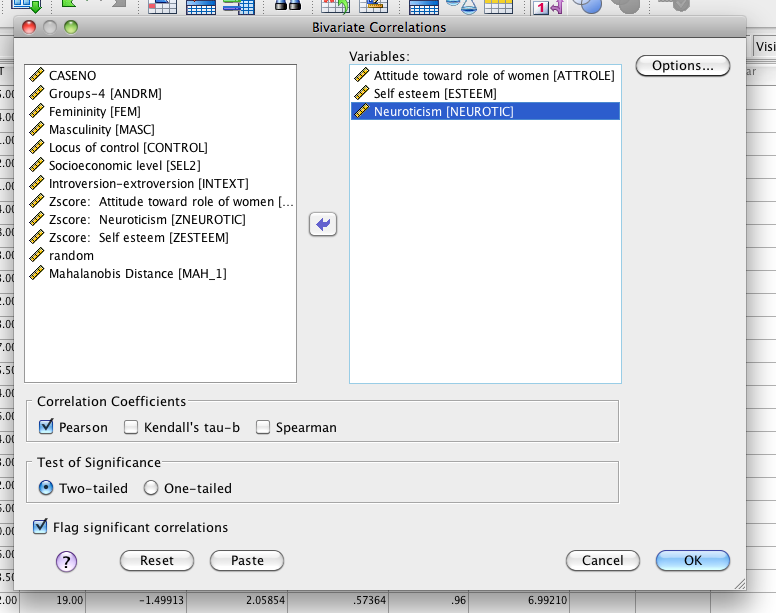 Bivariate Correlations
Variables:
CASENO
Groups-4 [ANDRM]
Femininity [FEM]
Masculinity [MASC]
Locus of control [CONTROL]
Socioeconomic level [SEL2]
Introversion-extroversion [INTEXT]
Zscore: Attitude toward role of women [...
Zscore: Neuroticism [ZNEUROTIC]
Zscore: Self esteem [ZESTEEM]
random
Mahalanobis Distance [MAH_1]
Attitude toward role of women [ATTROLE]
Self esteem [ESTEEM]
Neuroticism [NEUROTIC]
Options...
Correlation Coefficients
Pearson
Kendall's tau-b
Spearman
Test of Significance
Two-tailed
One-tailed
Flag significant correlations
?
Reset
Paste
Cancel
OK
19.00 -1.49913 2.05854 .57364 .96 6.99210